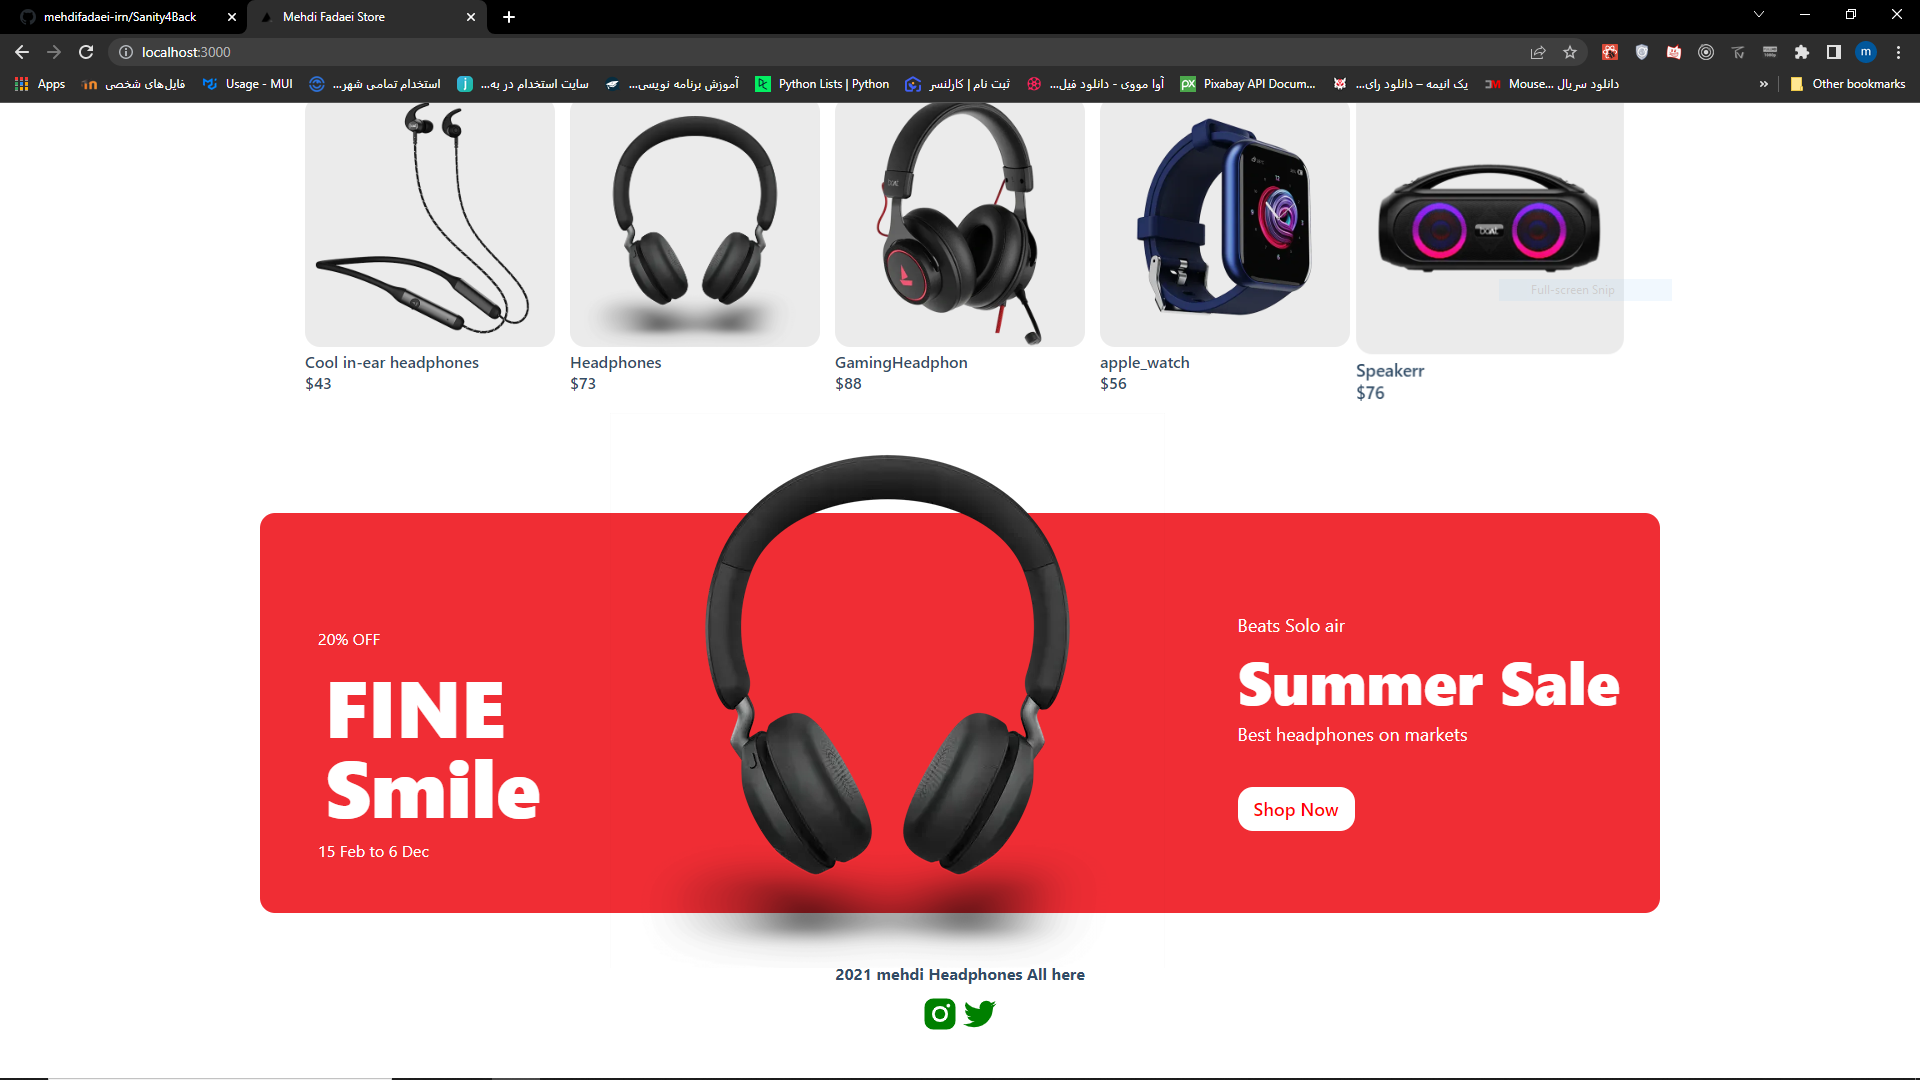 mehdifadaei-irn/Sanity4Back
Mehdi Fadaei Store
localhost:3000
m
Apps
فایل‌های شخصی
Usage - MUI
استخدام تمامی شهر...
سایت استخدام در به...
آموزش برنامه نویسی...
Python Lists | Python
ثبت نام | کارلنسر
آوا مووی - دانلود فیل...
Pixabay API Docum...
یک انیمه – دانلود رای...
Mouse... دانلود سریال
» Other bookmarks
Full-screen Snip
Cool in-ear headphones
$43
Headphones
$73
GamingHeadphon
$88
apple_watch
$56
Speakerr
$76
20% OFF
FINE
Smile
15 Feb to 6 Dec
Beats Solo air
Summer Sale
Best headphones on markets
Shop Now
2021 mehdi Headphones All here